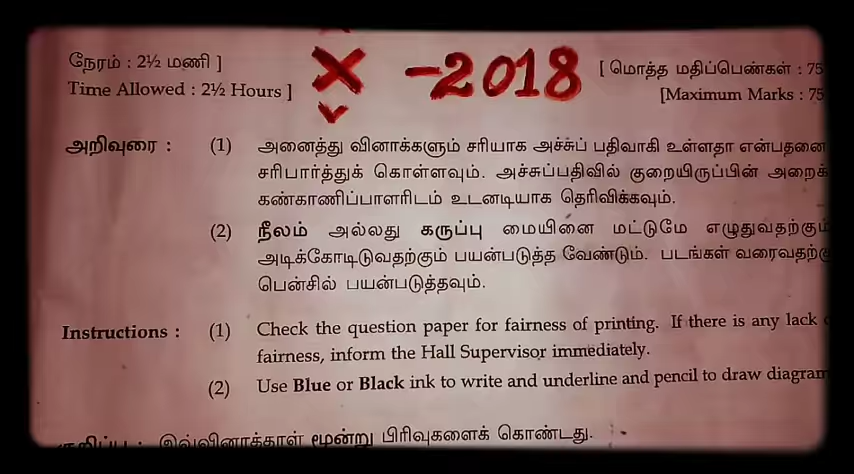 நேரம் : 2½ மணி ]
X - 2018
[ மொத்த மதிப்பெண்கள் : 75
Time Allowed : 2½ Hours ]
[Maximum Marks : 75
அறிவுரை : (1) அனைத்து வினாக்களும் சரியாக அச்சுப் பதிவாகி உள்ளதா என்பதனை
சரிபார்த்துக் கொள்ளவும். அச்சுப்பதிவில் குறையிருப்பின் அறைக்
கண்காணிப்பாளரிடம் உடனடியாக தெரிவிக்கவும்.
(2) நீலம் அல்லது கருப்பு மையினை மட்டுமே எழுதுவதற்கும்
அடிக்கோடிடுவதற்கும் பயன்படுத்த வேண்டும். படங்கள் வரைவதற்கு
பென்சில் பயன்படுத்தவும்.
Instructions : (1) Check the question paper for fairness of printing. If there is any lack
fairness, inform the Hall Supervisor immediately.
(2) Use Blue or Black ink to write and underline and pencil to draw diagram
குறிப்பு : இவ்வினாத்தாள் மூன்று பிரிவுகளைக் கொண்டது.